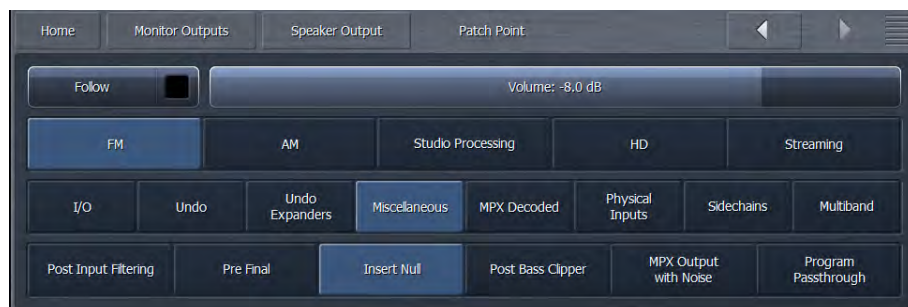 Home Monitor Outputs Speaker Output Patch Point
Follow Volume: -8.0 dB
FM AM Studio Processing HD Streaming
I/O Undo Undo Expanders Miscellaneous MPX Decoded Physical Inputs Sidechains Multiband
Post Input Filtering Pre Final Insert Null Post Bass Clipper MPX Output with Noise Program Passthrough